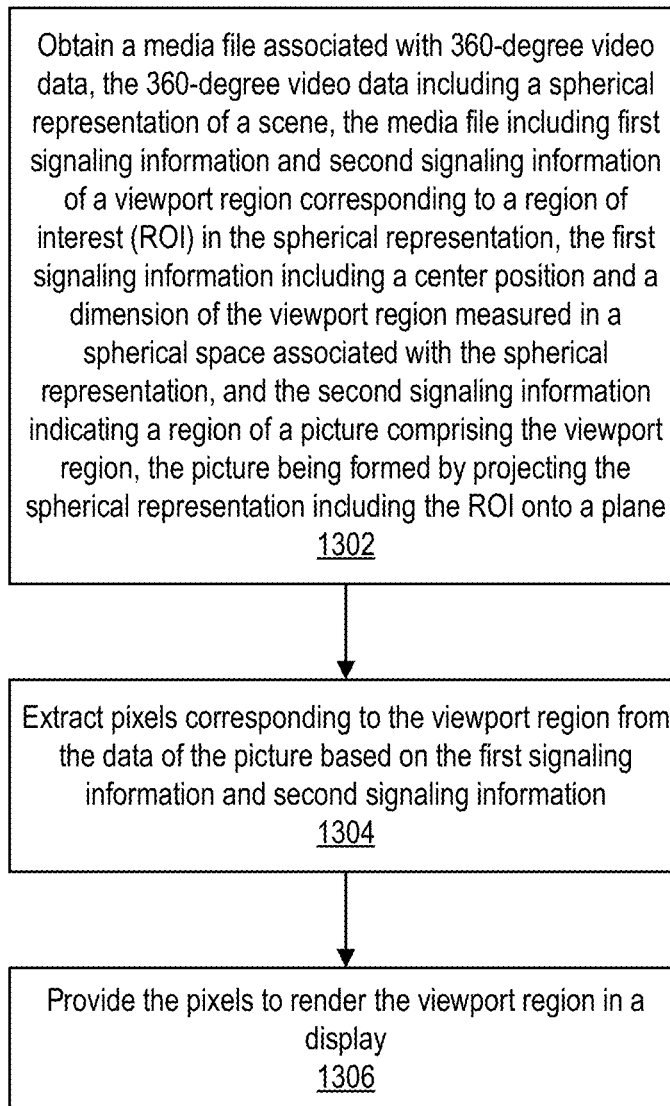 Obtain a media file associated with 360-degree video
data, the 360-degree video data including a spherical
representation of a scene, the media file including first
signaling information and second signaling information
of a viewport region corresponding to a region of
interest (ROI) in the spherical representation, the first
signaling information including a center position and a
dimension of the viewport region measured in a
spherical space associated with the spherical
representation, and the second signaling information
indicating a region of a picture comprising the viewport
region, the picture being formed by projecting the
spherical representation including the ROI onto a plane
1302
Extract pixels corresponding to the viewport region from
the data of the picture based on the first signaling
information and second signaling information
1304
Provide the pixels to render the viewport region in a
display
1306